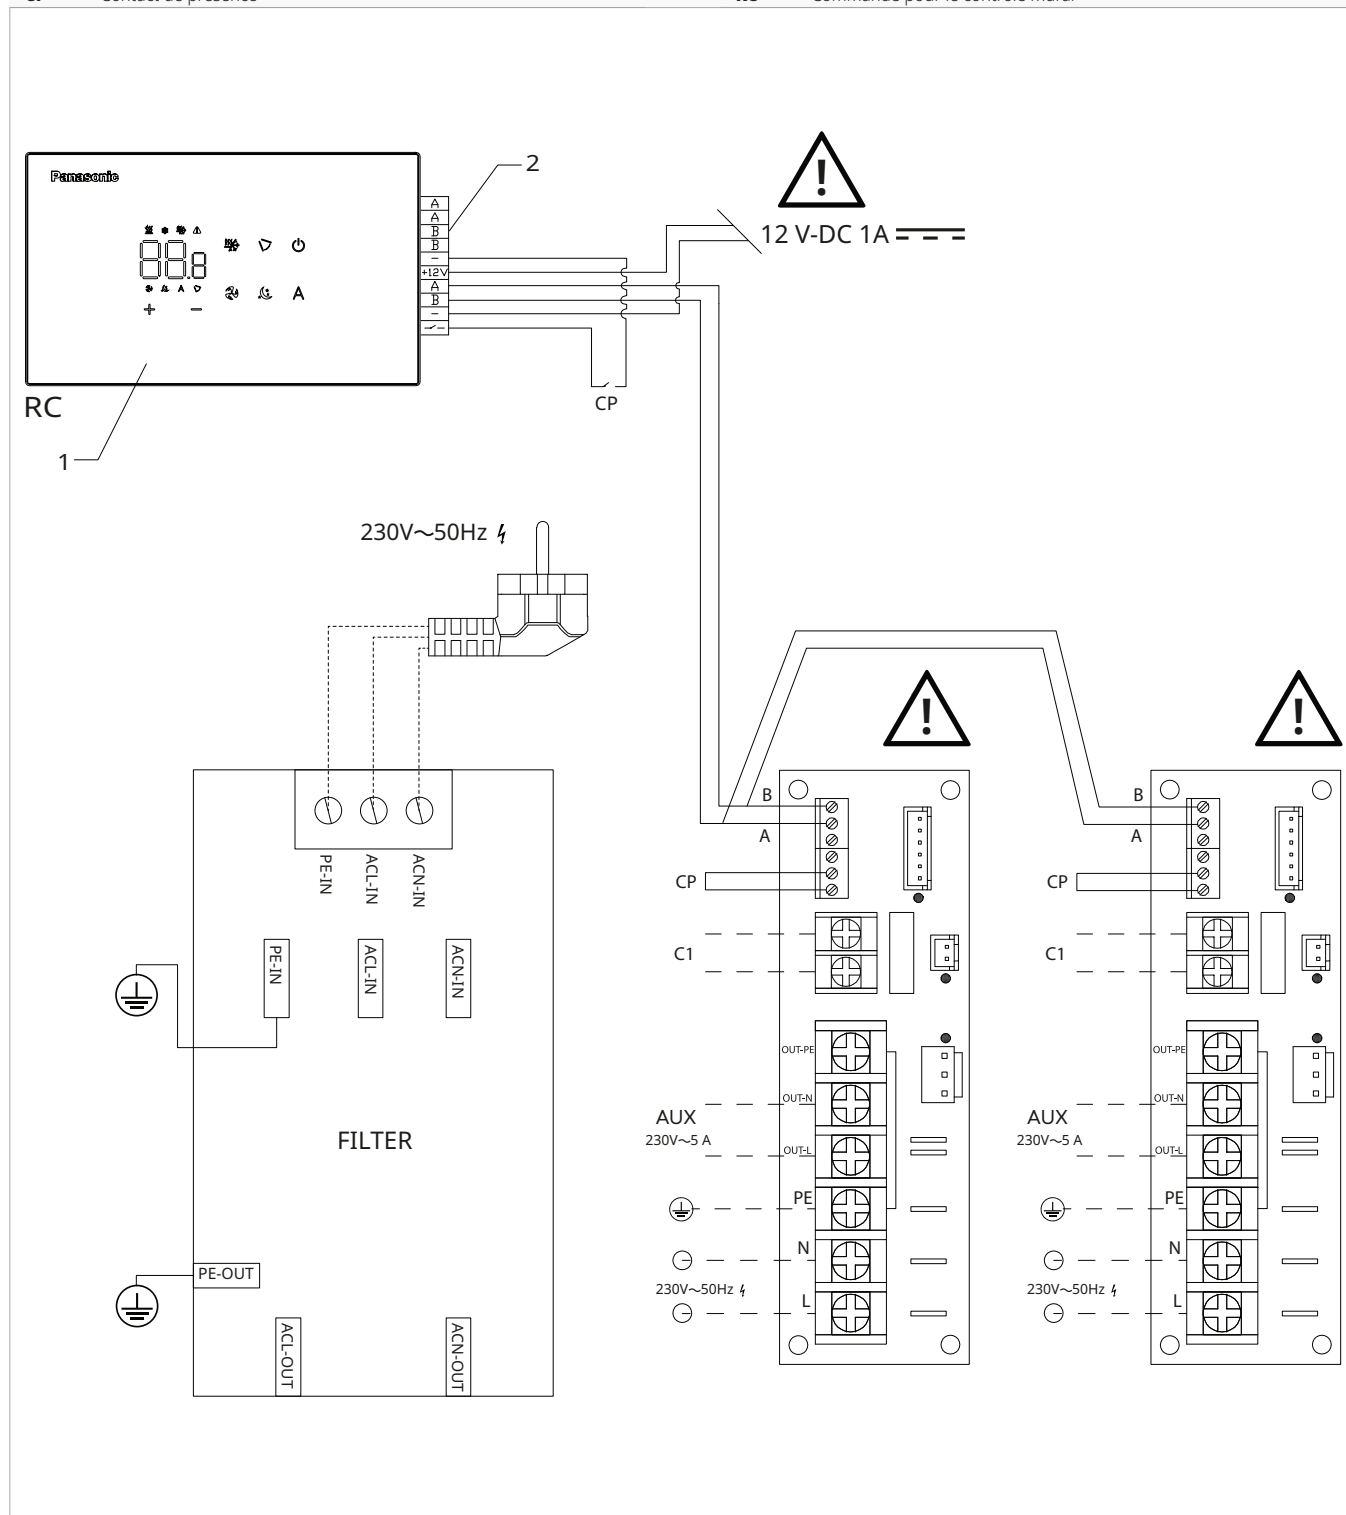 Panasonic
A
A
B
B
-
+12V
A
B
-
2
12 V-DC 1A
88.8
A
A
+ -
RC
1
CP
230V~50Hz
B
A
CP
C1
OUT-PE
OUT-N
AUX
230V~5 A
OUT-L
PE
N
230V~50Hz
L
B
A
CP
C1
OUT-PE
OUT-N
AUX
230V~5 A
OUT-L
PE
N
230V~50Hz
L
PE-IN
ACL-IN
ACN-IN
PE-IN
ACL-IN
ACN-IN
FILTER
PE-OUT
ACL-OUT
ACN-OUT